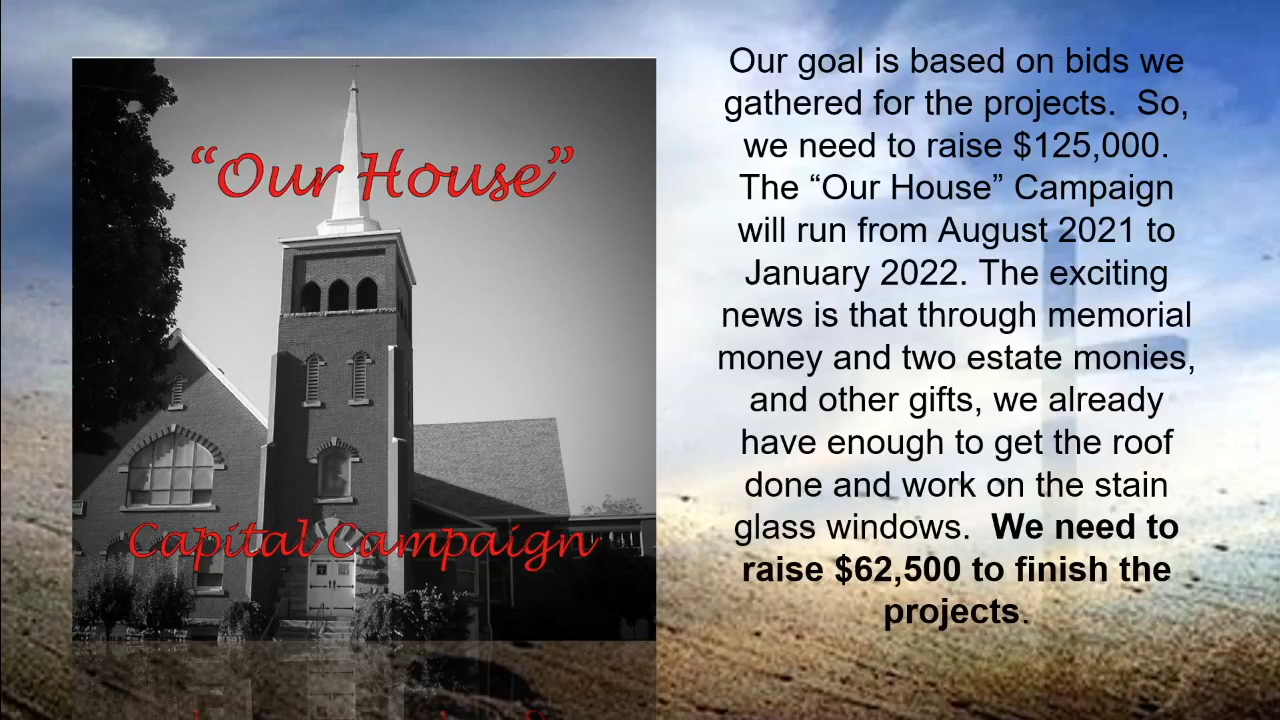 “Our House”
Capital Campaign
Our goal is based on bids we
gathered for the projects.  So,
we need to raise $125,000.
The “Our House” Campaign
will run from August 2021 to
January 2022. The exciting
news is that through memorial
money and two estate monies,
and other gifts, we already
have enough to get the roof
done and work on the stain
glass windows.  We need to
raise $62,500 to finish the
projects.